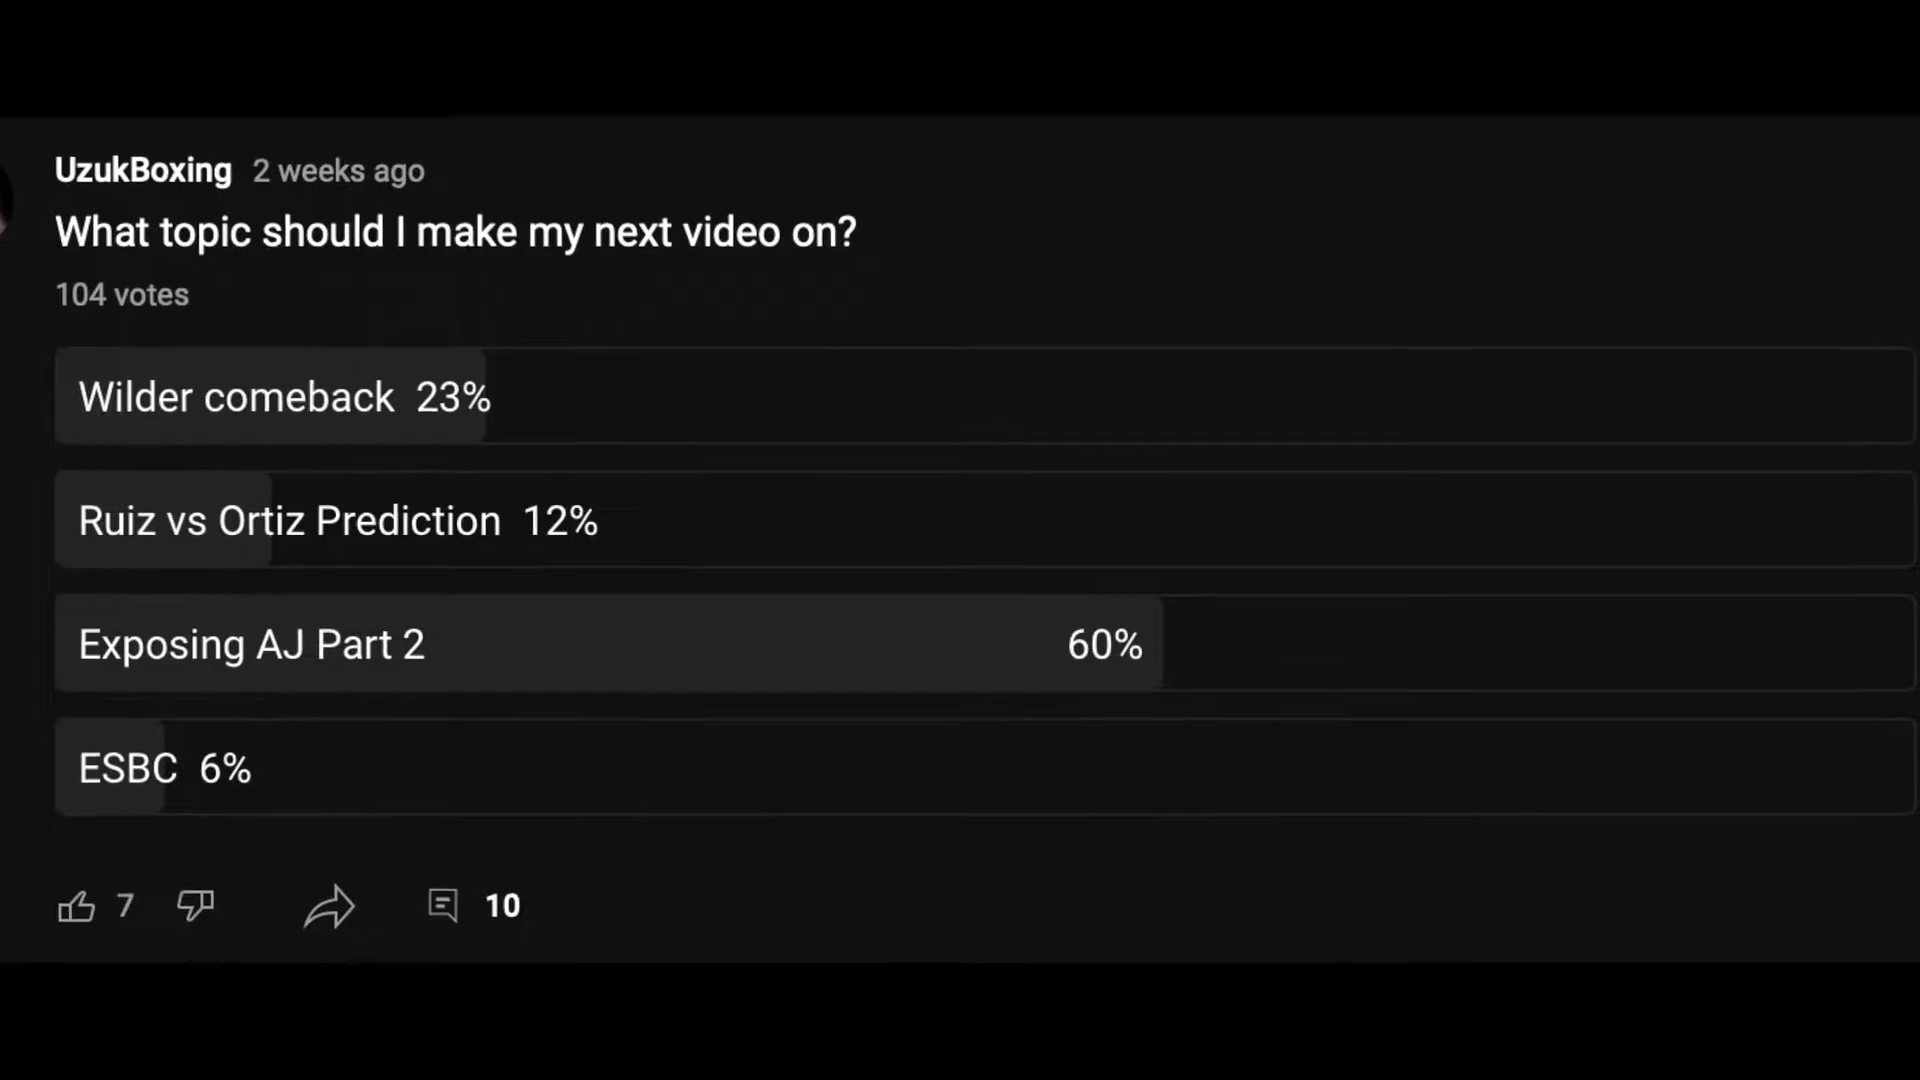 UzukBoxing 2 weeks ago
What topic should I make my next video on?
104 votes
Wilder comeback 23%
Ruiz vs Ortiz Prediction 12%
Exposing AJ Part 2 60%
ESBC 6%
7 10